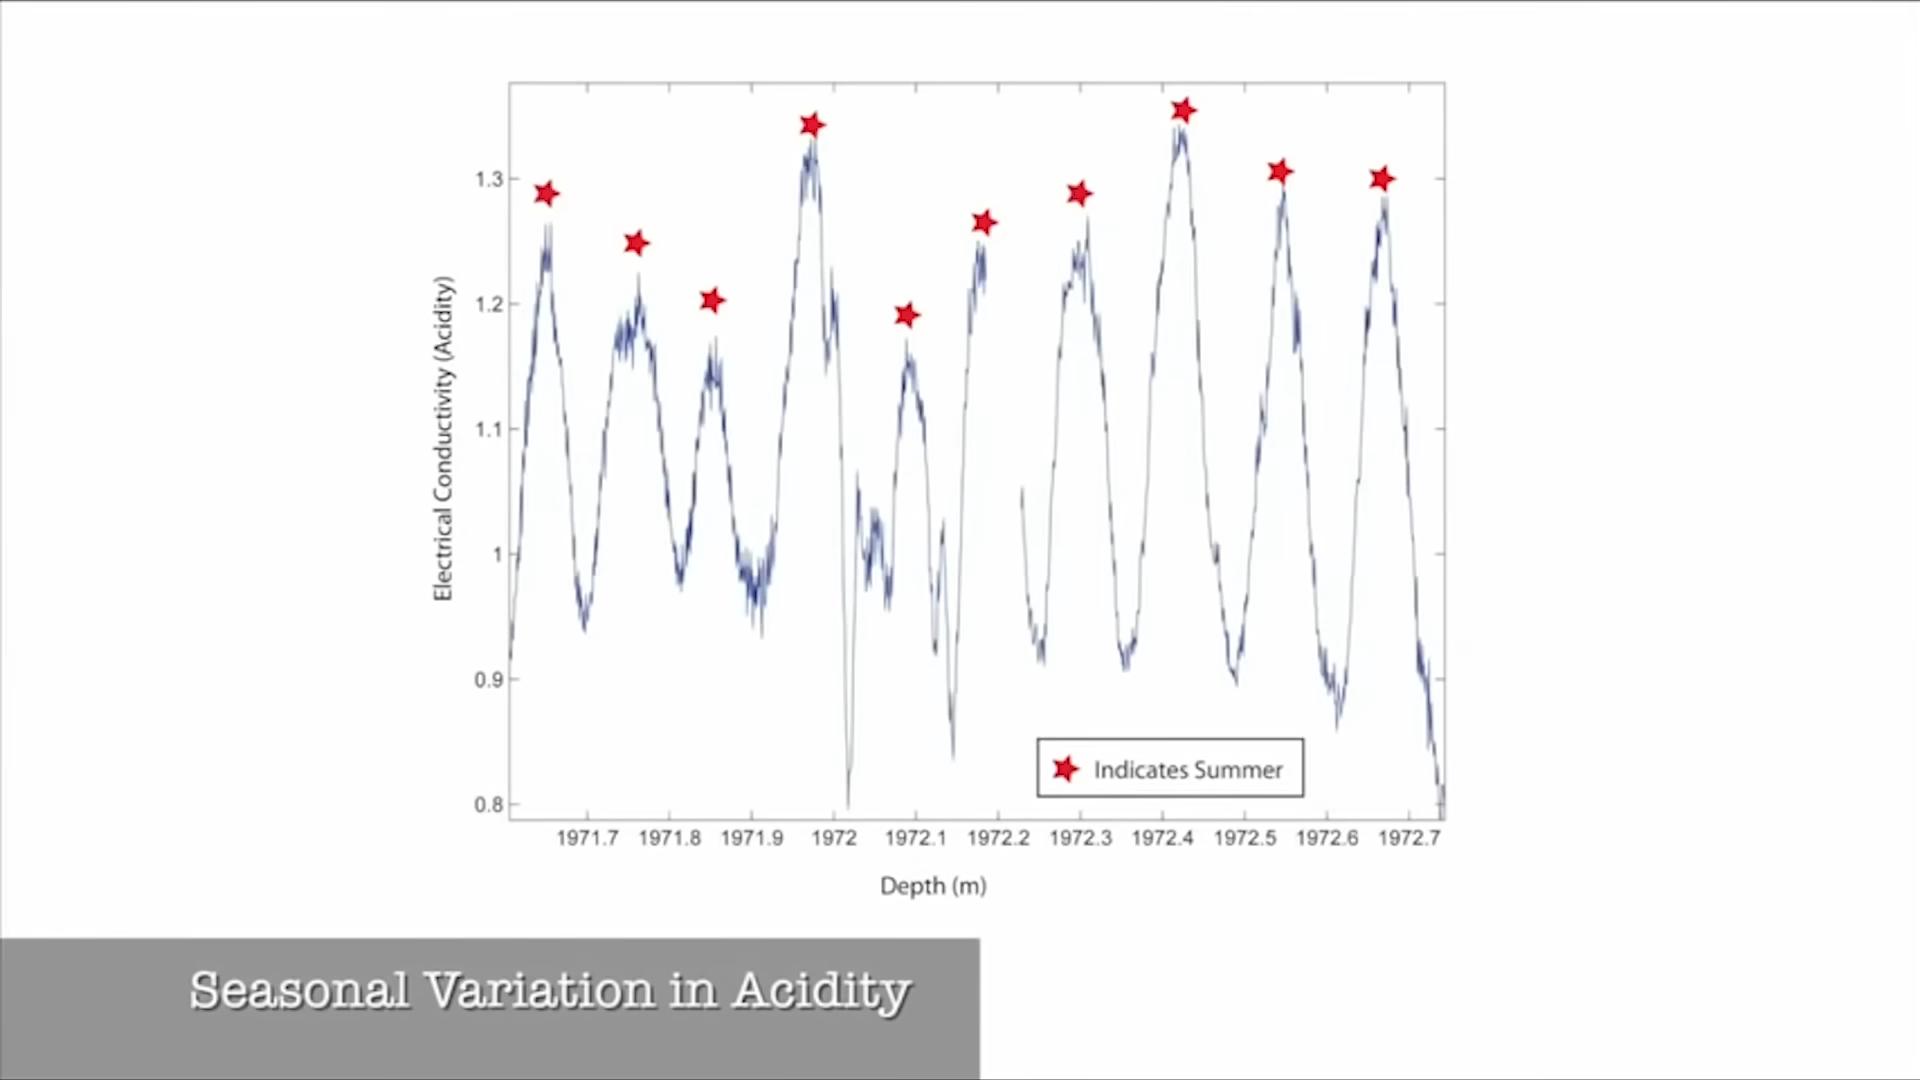 1.3
1.2
1.1
1
0.9
0.8
Electrical Conductivity (Acidity)
Indicates Summer
1971.7 1971.8 1971.9 1972 1972.1 1972.2 1972.3 1972.4 1972.5 1972.6 1972.7
Depth (m)
Seasonal Variation in Acidity